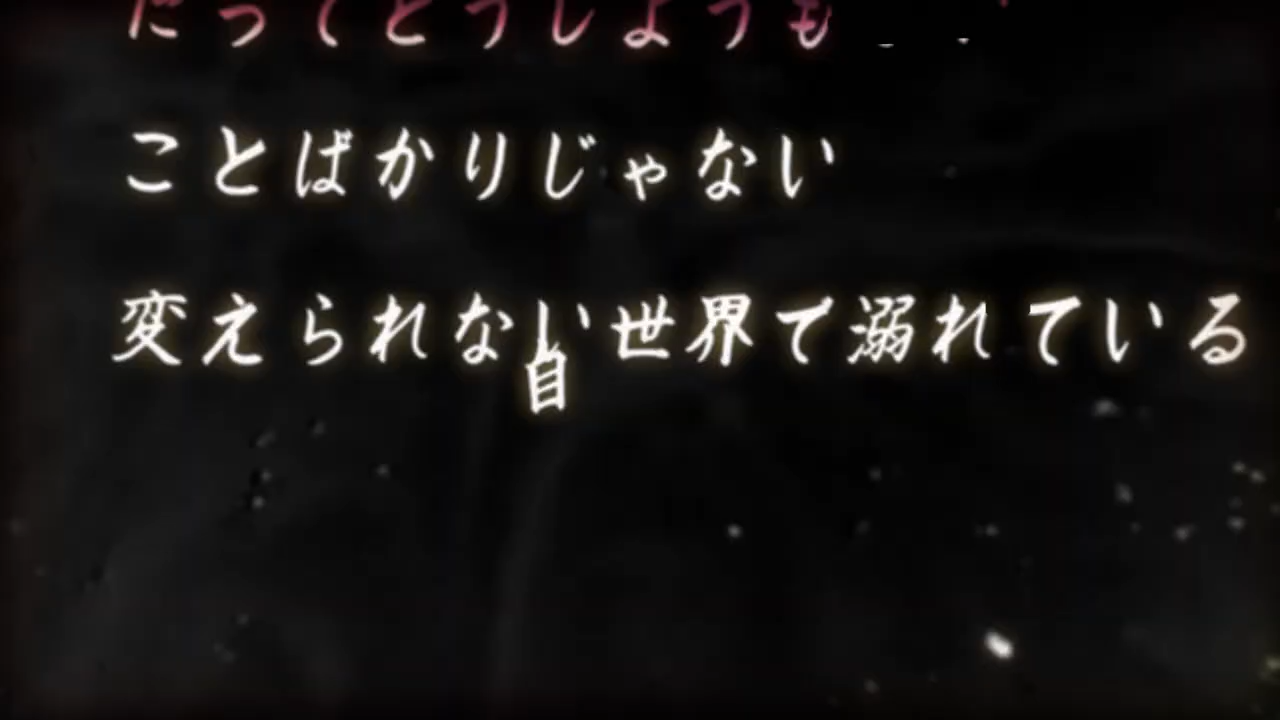 だってどうしようも
ことばかりじゃない
変えられない世界で溺れている
自